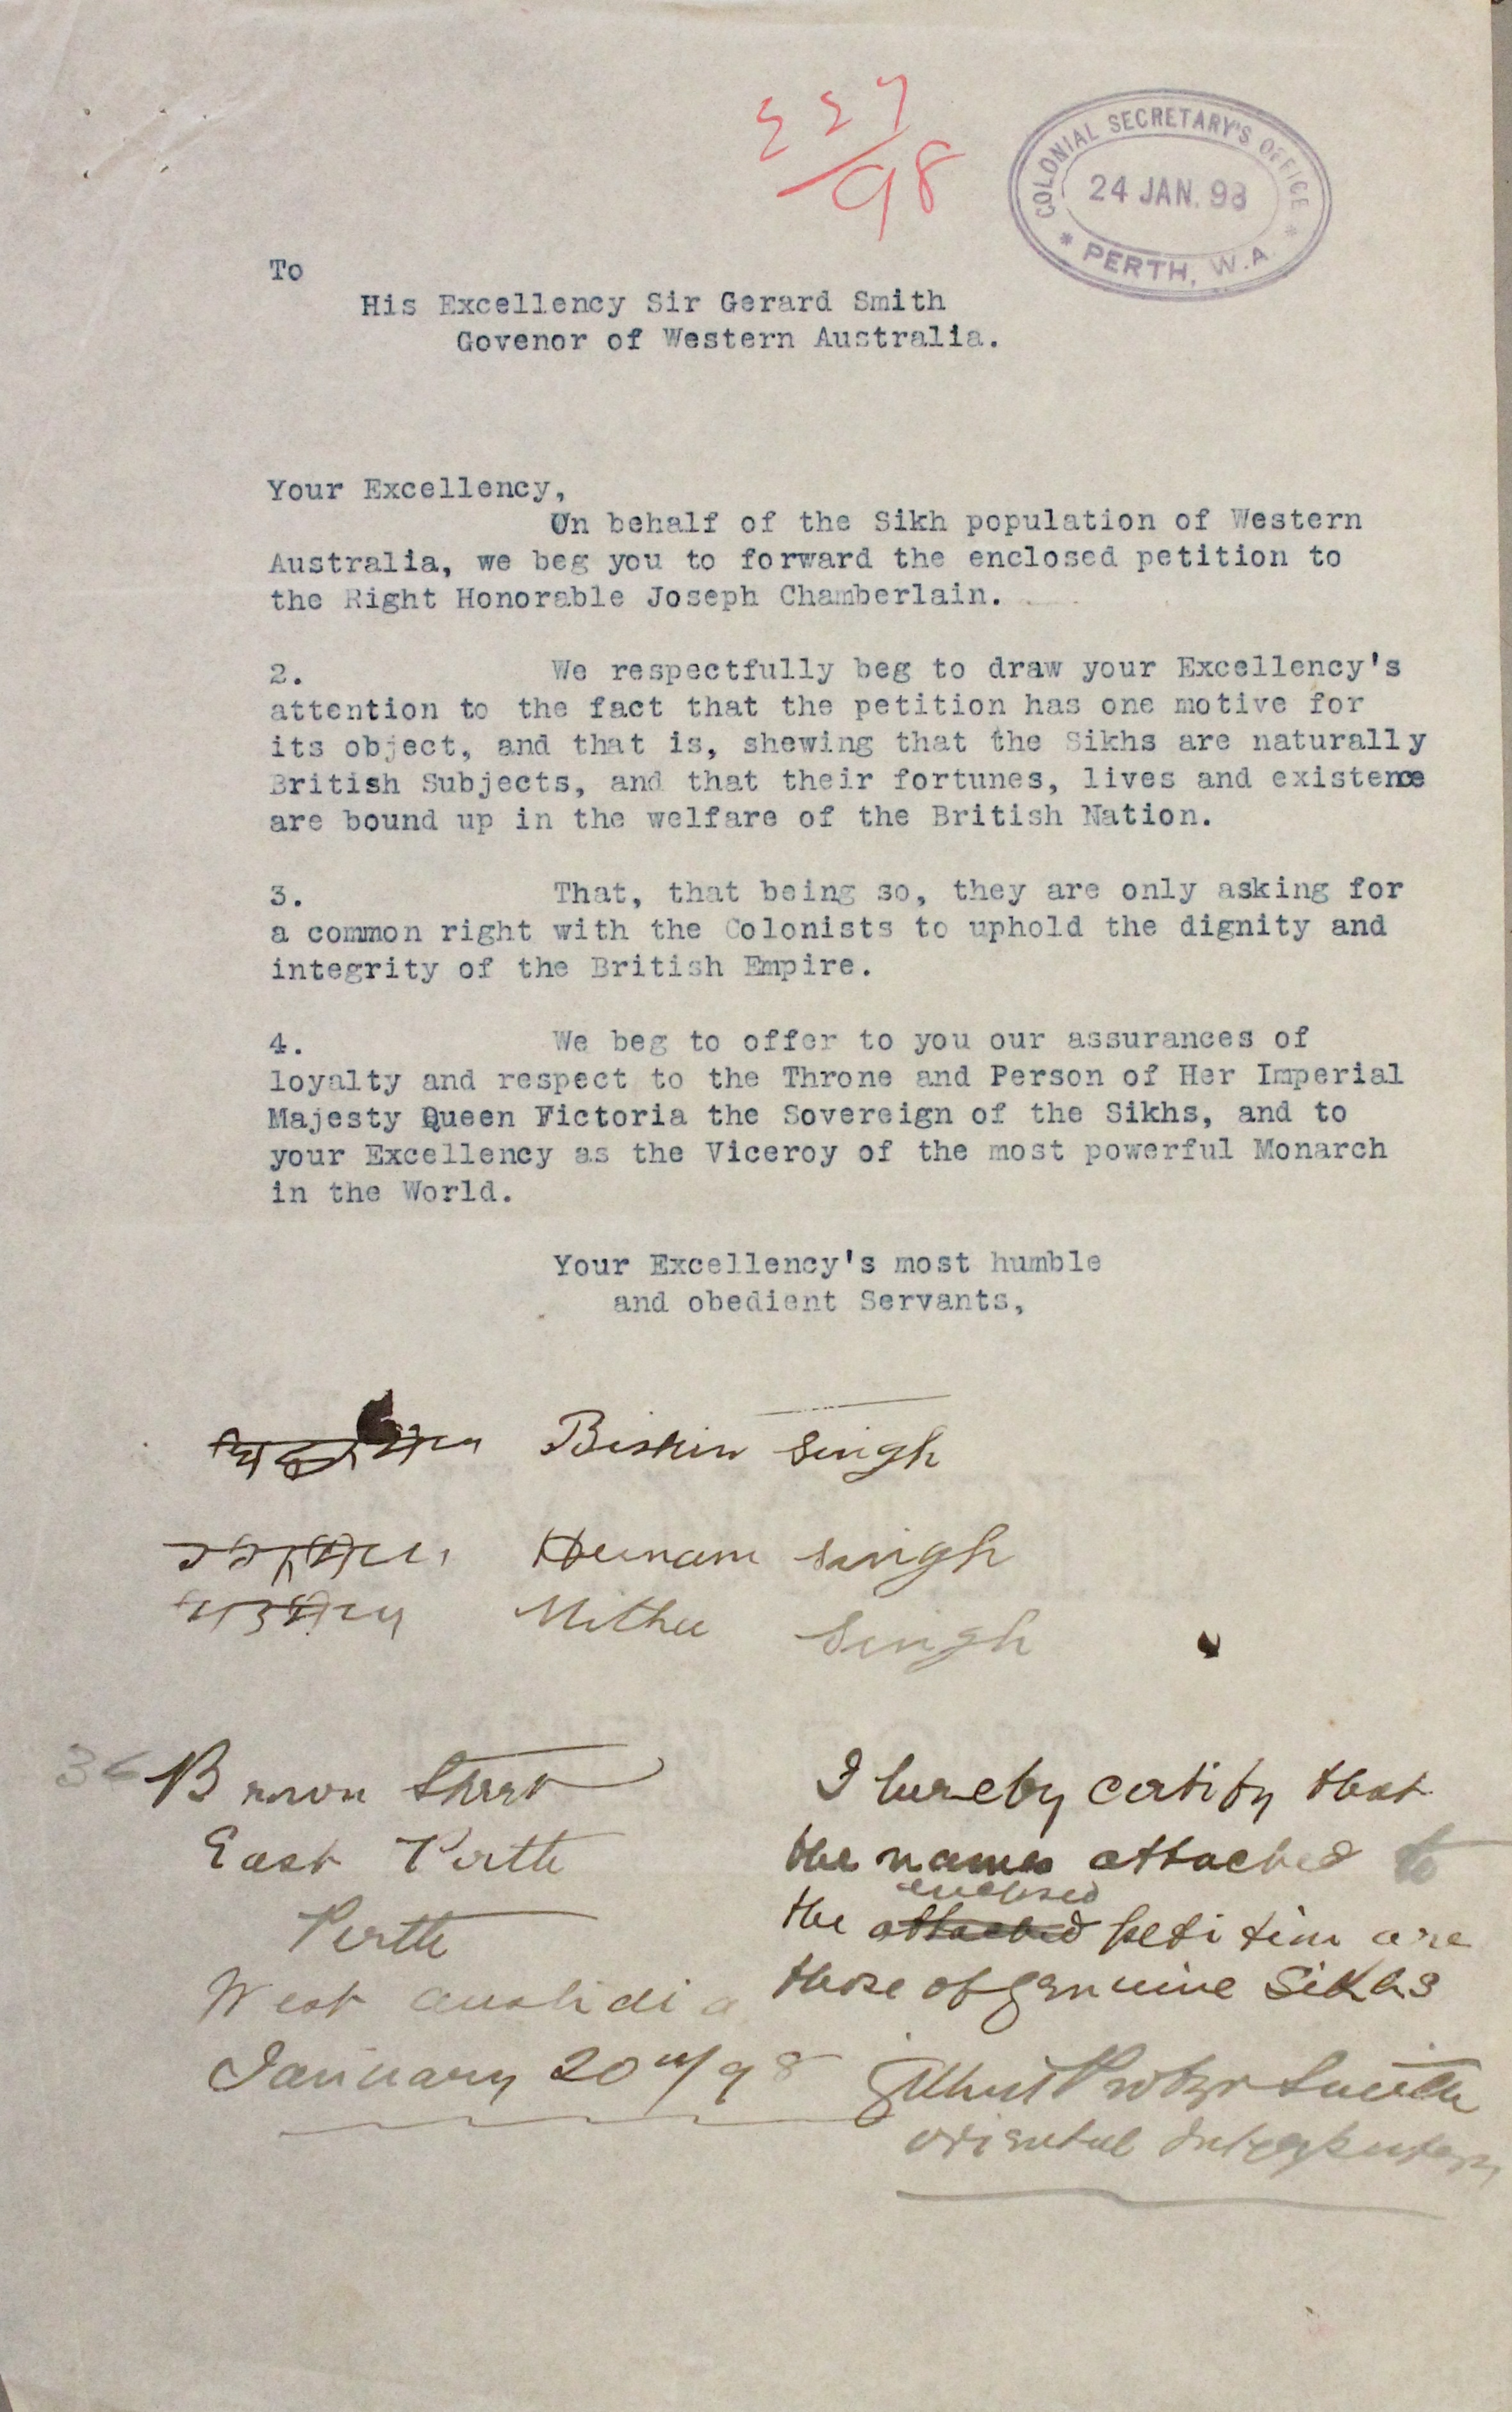 227
98
COLONIAL SECRETARY'S OFFICE
24 JAN. 98
* PERTH, W.A. *
To
His Excellency Sir Gerard Smith
Govenor of Western Australia.
Your Excellency,
On behalf of the Sikh population of Western
Australia, we beg you to forward the enclosed petition to
the Right Honorable Joseph Chamberlain.
2. We respectfully beg to draw your Excellency's
attention to the fact that the petition has one motive for
its object, and that is, shewing that the Sikhs are naturally
British Subjects, and that their fortunes, lives and existence
are bound up in the welfare of the British Nation.
3. That, that being so, they are only asking for
a common right with the Colonists to uphold the dignity and
integrity of the British Empire.
4. We beg to offer to you our assurances of
loyalty and respect to the Throne and Person of Her Imperial
Majesty Queen Victoria the Sovereign of the Sikhs, and to
your Excellency as the Viceroy of the most powerful Monarch
in the World.
Your Excellency's most humble
and obedient Servants,
Singh
Singh
Mithu Singh
36 Brown Street
East Perth
Perth
West Australia
January 20th/98
I hereby certify that
the names attached to
enclosed
the attached petition are
those of genuine Sikhs
Smith
Oriental Interpreter